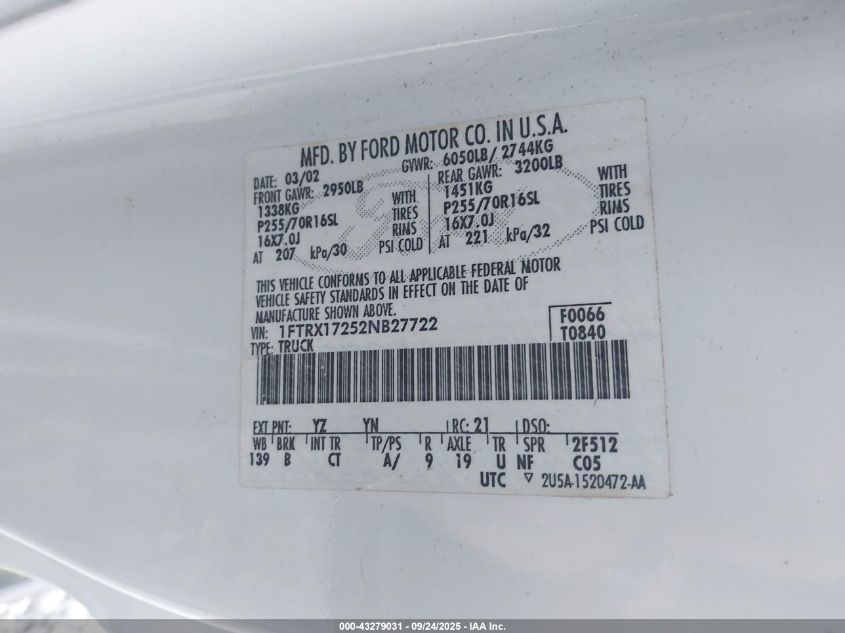 MFD. BY FORD MOTOR CO. IN U.S.A.
DATE: 03/02 GVWR: 6050LB/ 2744KG
FRONT GAWR: 2950LB REAR GAWR: 3200LB
1338KG WITH 1451KG WITH
P255/70R16SL TIRES P255/70R16SL TIRES
16X7.0J RIMS 16X7.0J RIMS
AT 207 kPa/30 PSI COLD AT 221 kPa/32 PSI COLD
THIS VEHICLE CONFORMS TO ALL APPLICABLE FEDERAL MOTOR
VEHICLE SAFETY STANDARDS IN EFFECT ON THE DATE OF
MANUFACTURE SHOWN ABOVE.
VIN: 1FTRX17252NB27722 F0066
TYPE: TRUCK T0840
EXT PNT: YZ YN RC: 21 DSO:
WB BRK INT TR TP/PS R AXLE TR SPR 2F512
139 B CT A/ 9 19 U NF C05
UTC ▽ 2U5A-1520472-AA
000-43279031 - 09/24/2025 - IAA Inc.